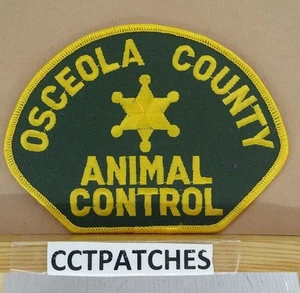 OSCEOLA COUNTY
ANIMAL
CONTROL
CCTPATCHES